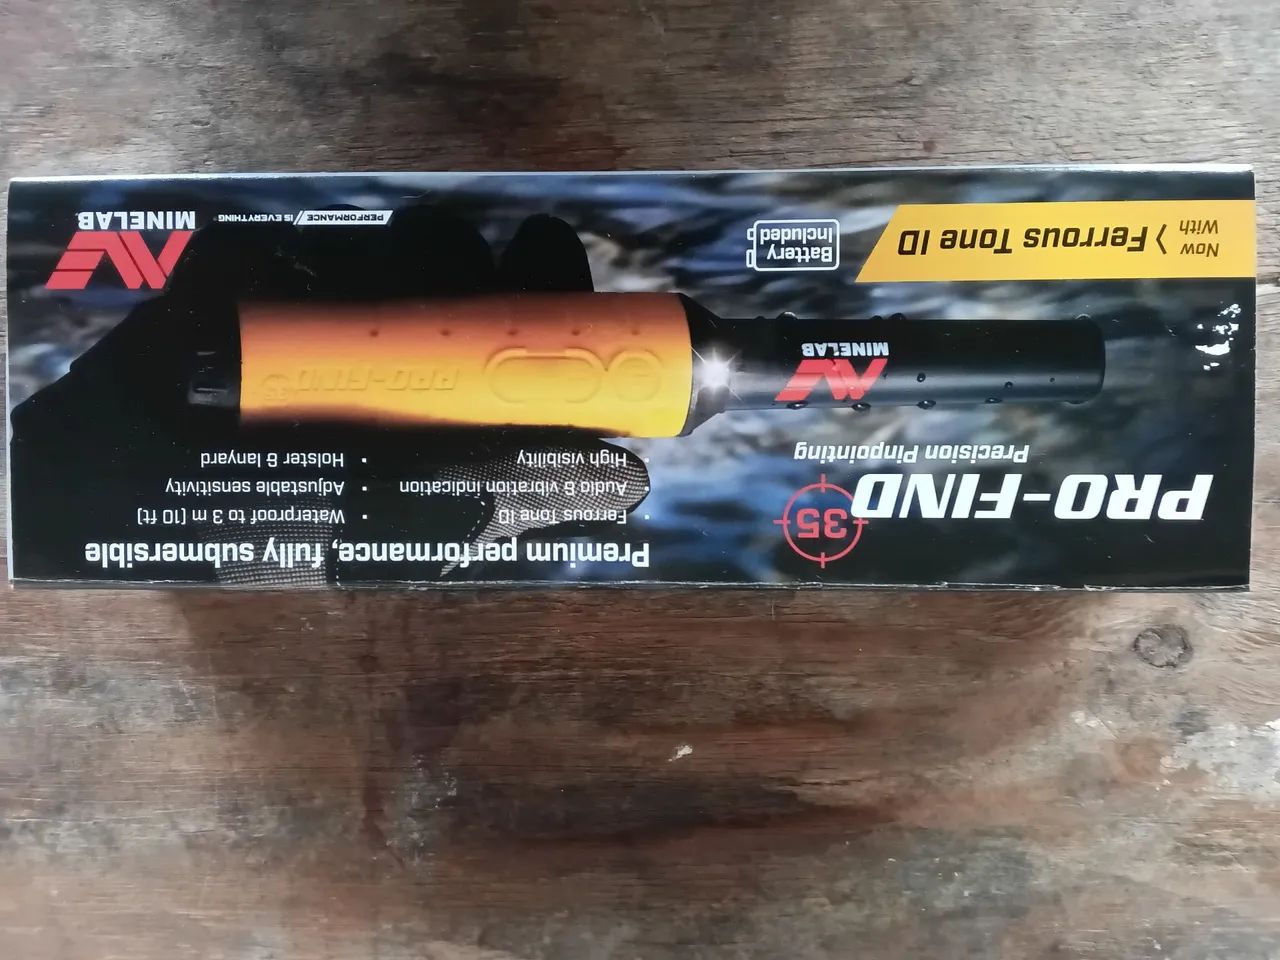 PRO-FIND 35
Precision Pinpointing
Premium performance, fully submersible
• Ferrous Tone ID
• Audio & vibration indication
• High visibility
• Waterproof to 3 m (10 ft)
• Adjustable sensitivity
• Holster & lanyard
MINELAB
PRO-FIND 35
Now With > Ferrous Tone ID
Battery Included
PERFORMANCE IS EVERYTHING
MINELAB